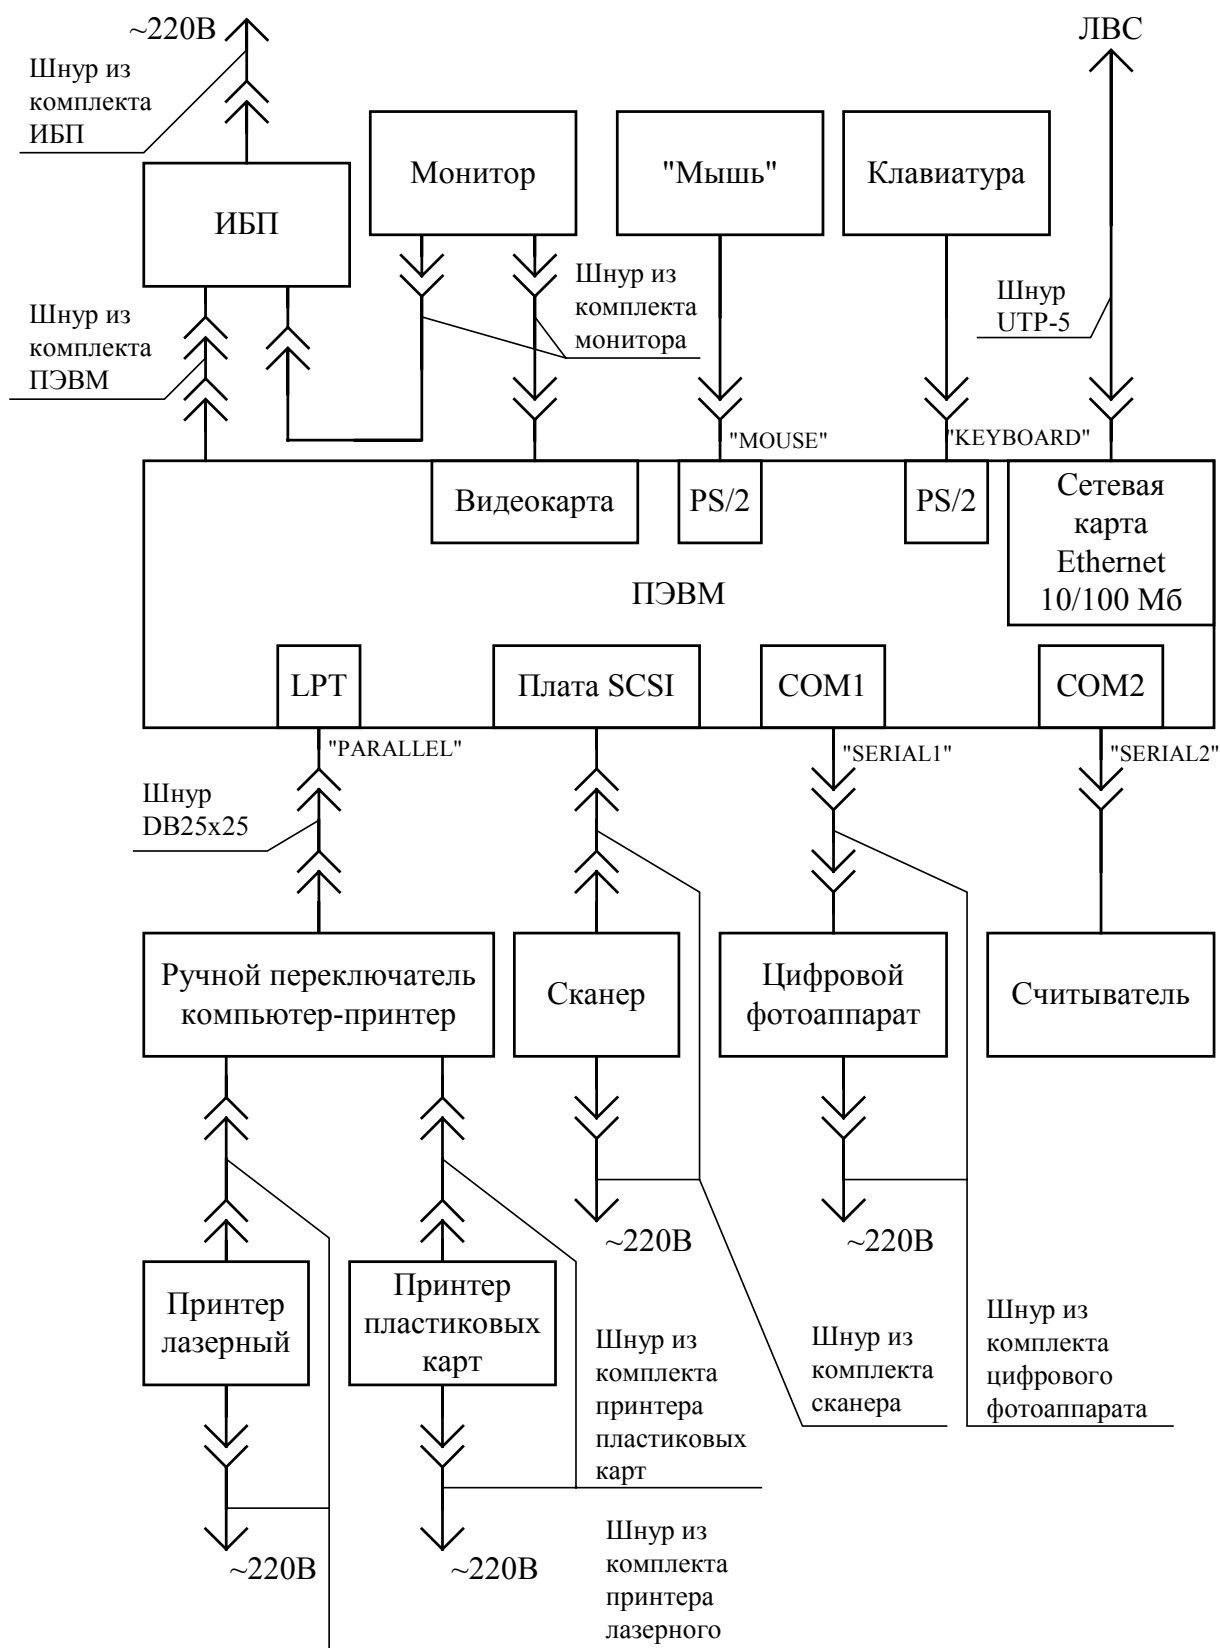 ~220В
ЛВС
Шнур из
комплекта
ИБП
Монитор
"Мышь"
Клавиатура
ИБП
Шнур из
комплекта
монитора
Шнур
UTP-5
Шнур из
комплекта
ПЭВМ
"MOUSE"
"KEYBOARD"
Видеокарта
PS/2
PS/2
Сетевая
карта
Ethernet
10/100 Мб
ПЭВМ
LPT
Плата SCSI
COM1
COM2
"PARALLEL"
"SERIAL1"
"SERIAL2"
Шнур
DB25x25
Ручной переключатель
компьютер-принтер
Сканер
Цифровой
фотоаппарат
Считыватель
~220В
~220В
Принтер
лазерный
Принтер
пластиковых
карт
Шнур из
комплекта
принтера
пластиковых
карт
Шнур из
комплекта
сканера
Шнур из
комплекта
цифрового
фотоаппарата
~220В
~220В
Шнур из
комплекта
принтера
лазерного